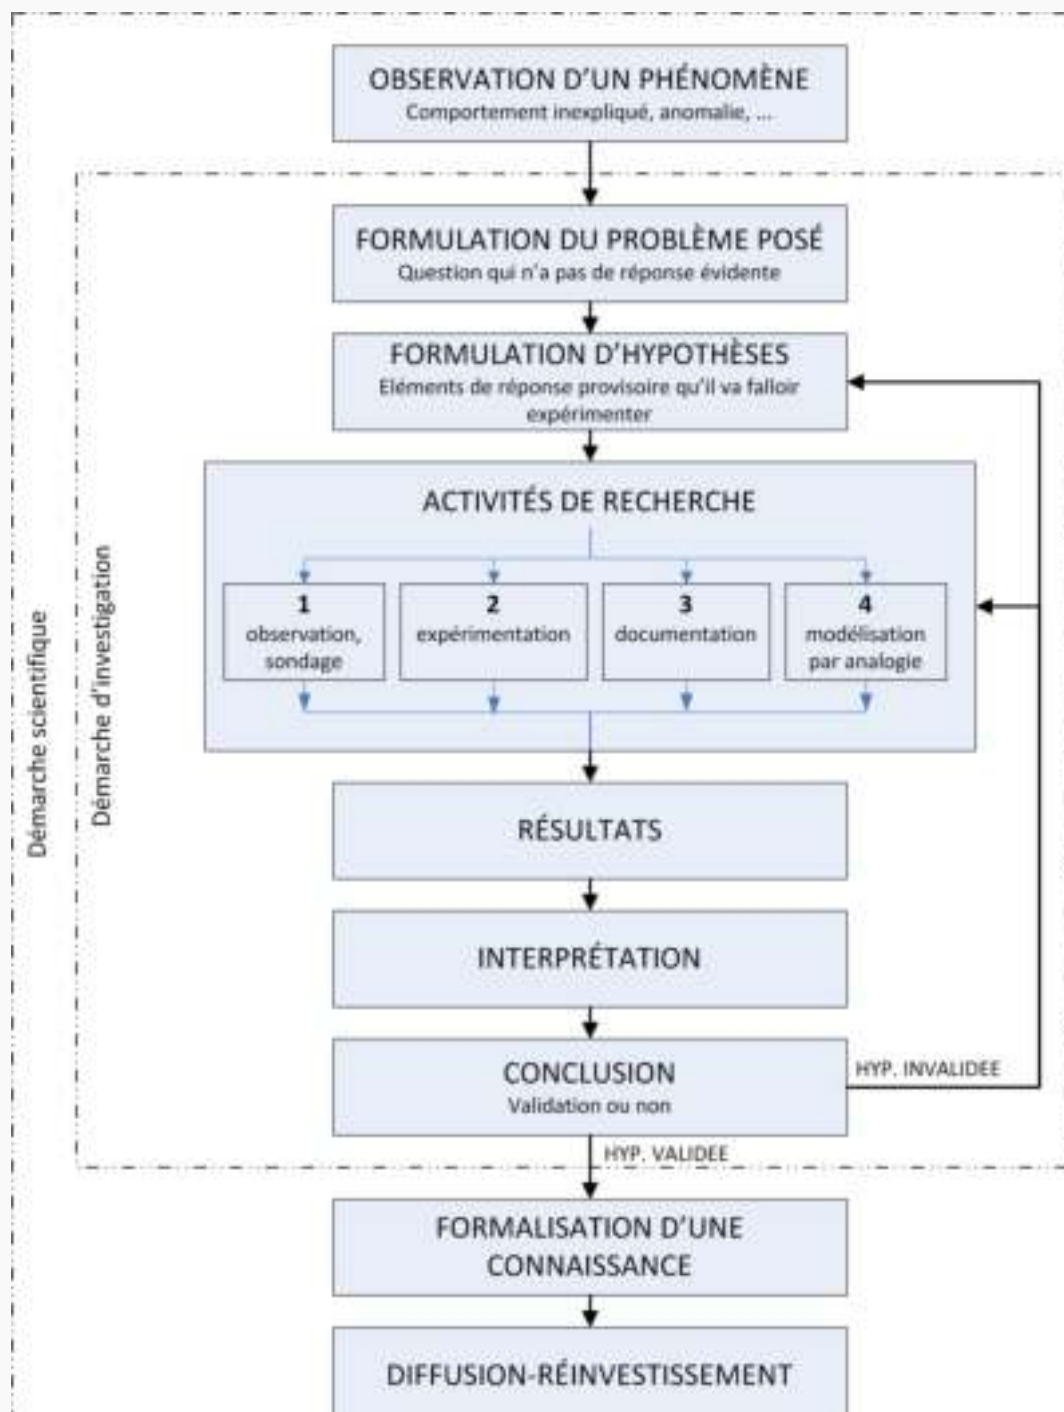 OBSERVATION D'UN PHÉNOMÈNE
Comportement inexpliqué, anomalie, ...
FORMULATION DU PROBLÈME POSÉ
Question qui n'a pas de réponse évidente
FORMULATION D'HYPOTHÈSES
Eléments de réponse provisoire qu'il va falloir
expérimenter
ACTIVITÉS DE RECHERCHE
1
observation,
sondage
2
expérimentation
3
documentation
4
modélisation
par analogie
Démarche scientifique
Démarche d'investigation
RÉSULTATS
INTERPRÉTATION
CONCLUSION
Validation ou non
HYP. INVALIDEE
HYP. VALIDEE
FORMALISATION D'UNE
CONNAISSANCE
DIFFUSION-RÉINVESTISSEMENT